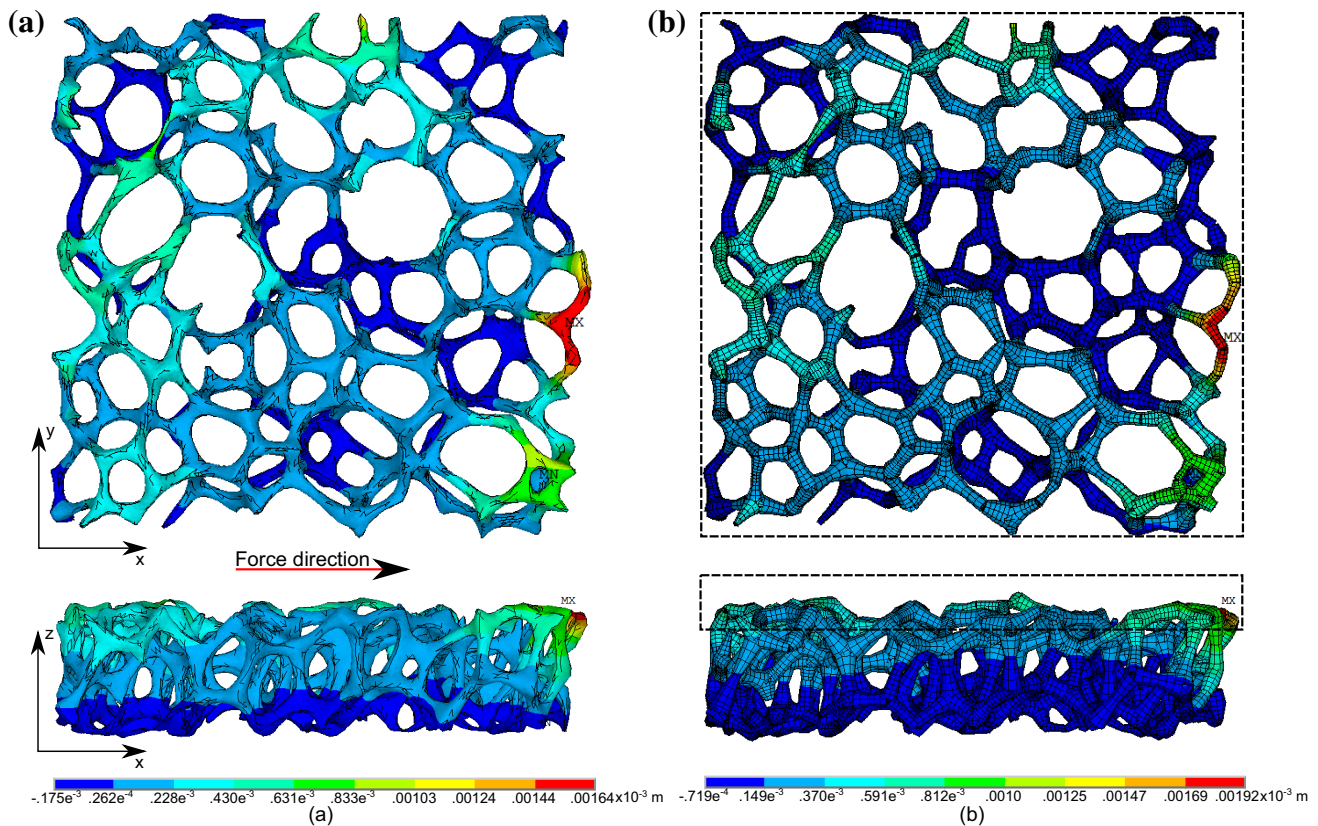 (a) (b)
MX MX
y
MN
x
Force direction
MX MX
z
x
-.175e-3 .262e-4 .228e-3 .430e-3 .631e-3 .833e-3 .00103 .00124 .00144 .00164x10-3 m
-.719e-4 .149e-3 .370e-3 .591e-3 .812e-3 .0010 .00125 .00147 .00169 .00192x10-3 m
(a) (b)